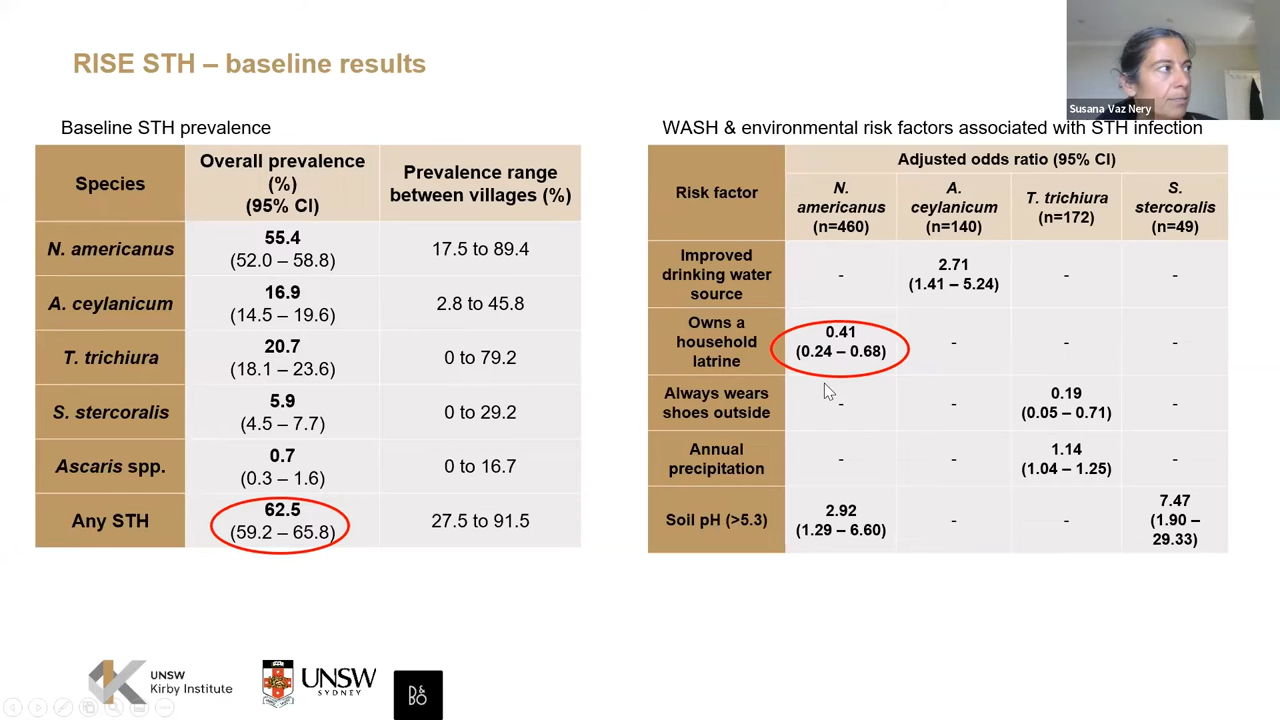 RISE STH – baseline results
Susana Vaz Nery
Baseline STH prevalence
Species
Overall prevalence
(%)
(95% CI)
Prevalence range
between villages (%)
N. americanus
55.4
(52.0 – 58.8)
17.5 to 89.4
A. ceylanicum
16.9
(14.5 – 19.6)
2.8 to 45.8
T. trichiura
20.7
(18.1 – 23.6)
0 to 79.2
S. stercoralis
5.9
(4.5 – 7.7)
0 to 29.2
Ascaris spp.
0.7
(0.3 – 1.6)
0 to 16.7
Any STH
62.5
(59.2 – 65.8)
27.5 to 91.5
WASH & environmental risk factors associated with STH infection
Risk factor
Adjusted odds ratio (95% CI)
N.
americanus
(n=460)
A.
ceylanicum
(n=140)
T. trichiura
(n=172)
S.
stercoralis
(n=49)
Improved
drinking water
source
-
2.71
(1.41 – 5.24)
-
-
Owns a
household
latrine
0.41
(0.24 – 0.68)
-
-
-
Always wears
shoes outside
-
-
0.19
(0.05 – 0.71)
-
Annual
precipitation
-
-
1.14
(1.04 – 1.25)
-
Soil pH (>5.3)
2.92
(1.29 – 6.60)
-
-
7.47
(1.90 –
29.33)
UNSW
Kirby Institute
UNSW
SYDNEY
B&
DO